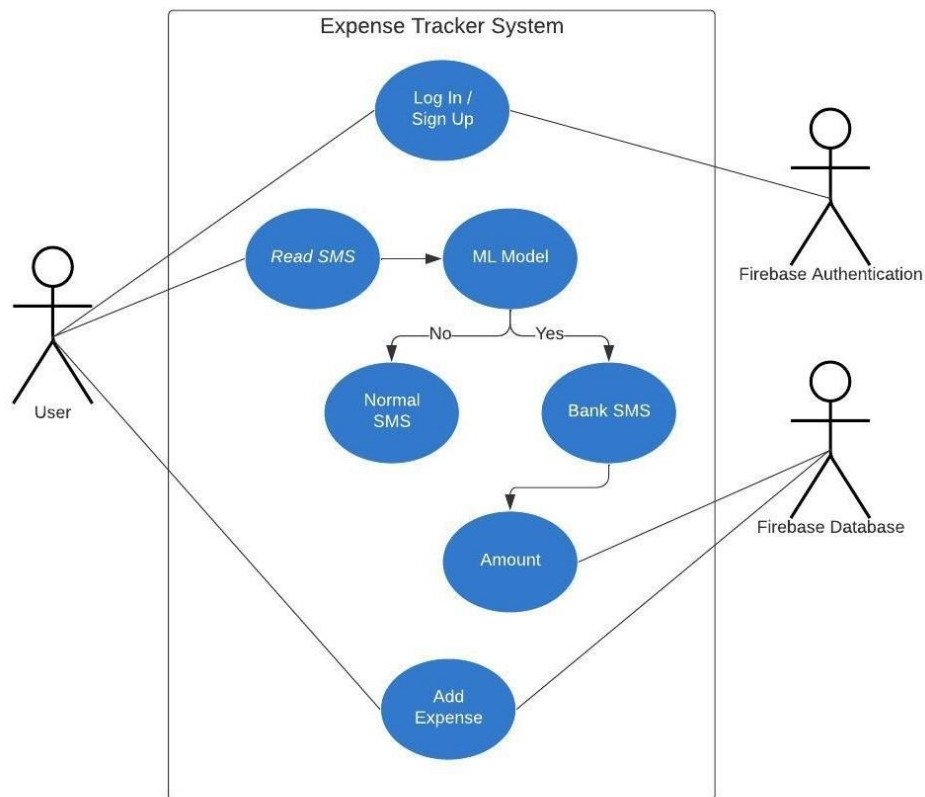 Expense Tracker System
Log In /
Sign Up
Read SMS
ML Model
Firebase Authentication
No
Yes
Normal
SMS
Bank SMS
User
Firebase Database
Amount
Add
Expense